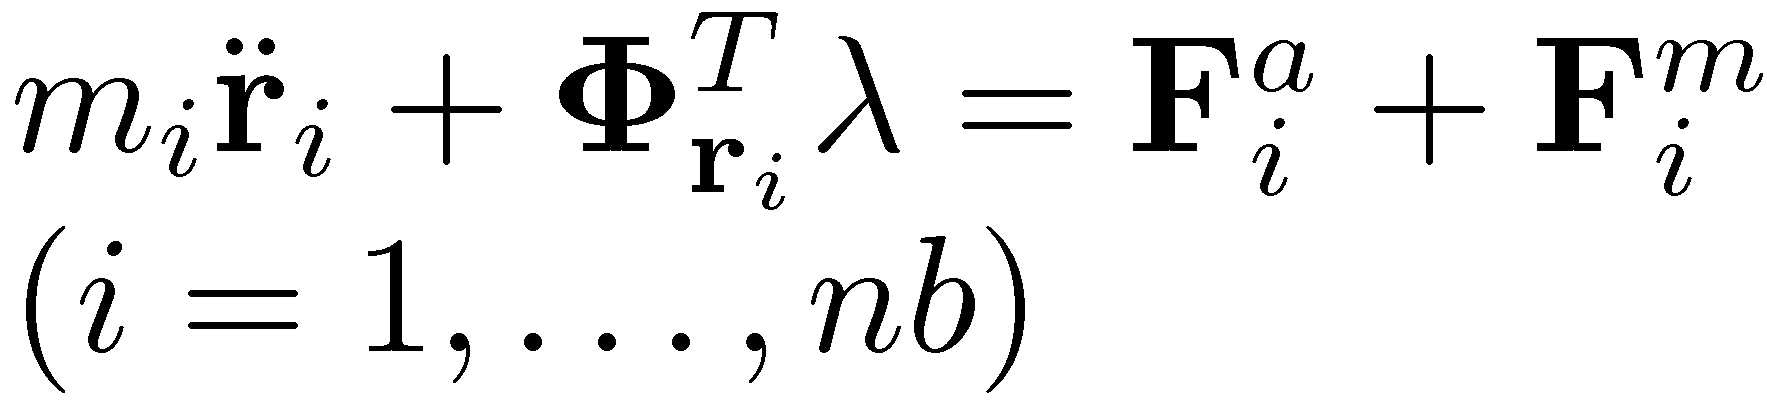 $m_i \ddot{\mathbf{r}}_i + \mathbf{\Phi}_{\mathbf{r}_i}^T \lambda = \mathbf{F}_i^a + \mathbf{F}_i^m$
$(i = 1, \ldots, nb)$